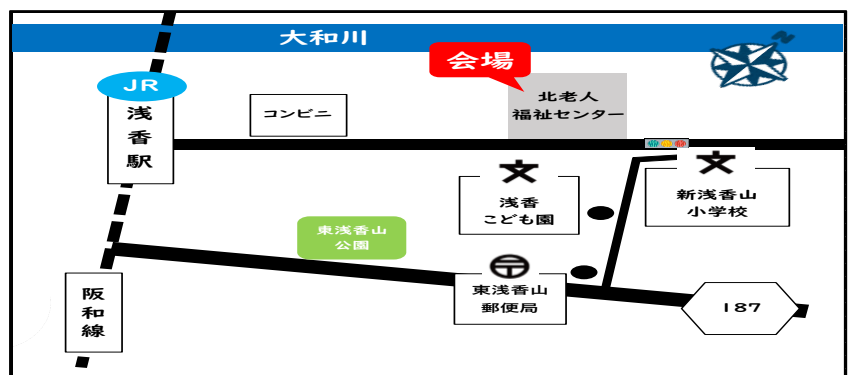 大和川
N
会場
JR
浅香駅
コンビニ
北老人
福祉センター
文
浅香
こども園
文
新浅香山
小学校
東浅香山
公園
〒
東浅香山
郵便局
阪和線
187